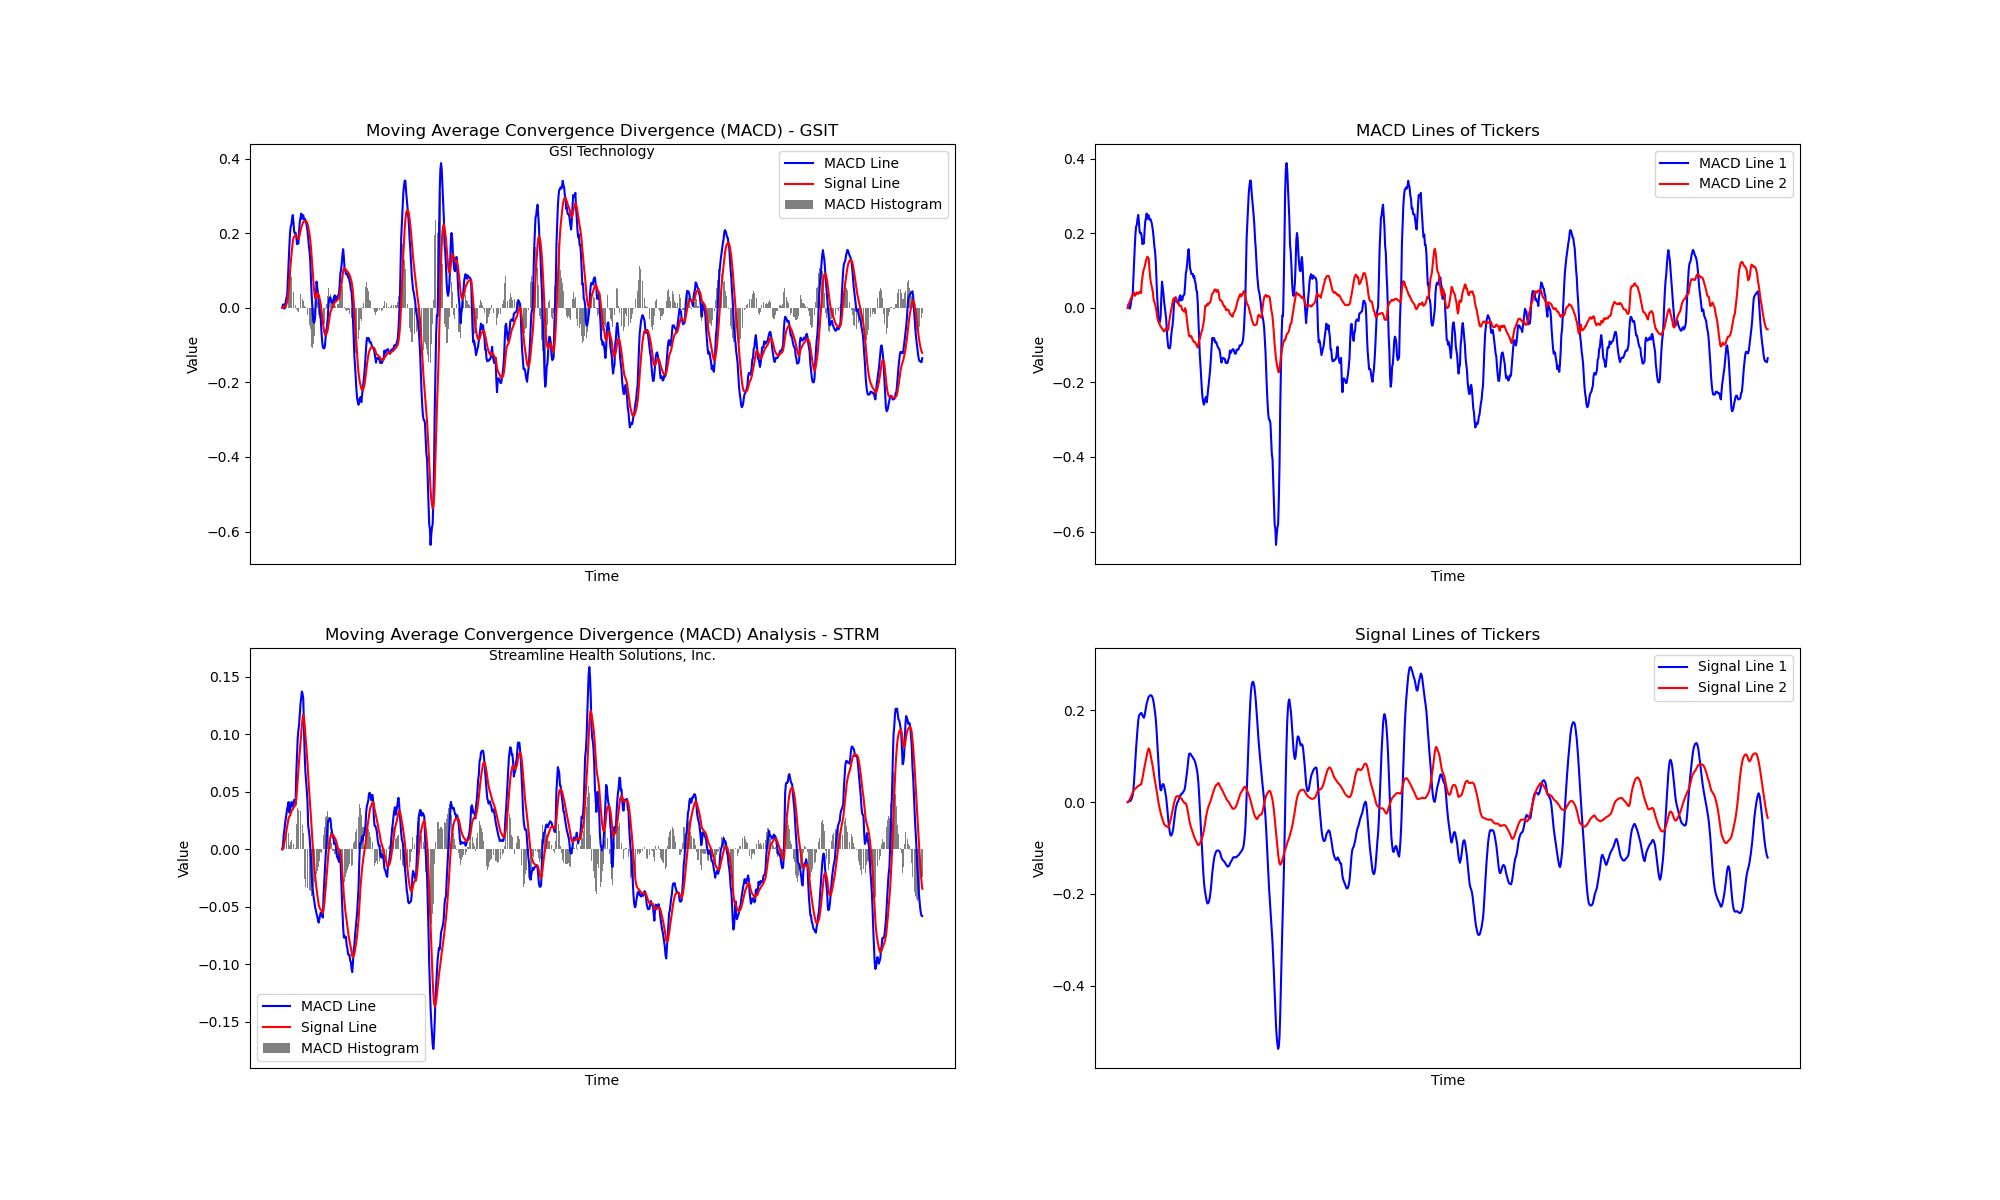 Moving Average Convergence Divergence (MACD) - GSIT
GSI Technology
MACD Line
Signal Line
MACD Histogram
0.4
0.2
0.0
−0.2
−0.4
−0.6
Value
Time
MACD Lines of Tickers
MACD Line 1
MACD Line 2
0.4
0.2
0.0
−0.2
−0.4
−0.6
Value
Time
Moving Average Convergence Divergence (MACD) Analysis - STRM
Streamline Health Solutions, Inc.
0.15
0.10
0.05
0.00
−0.05
−0.10
−0.15
Value
MACD Line
Signal Line
MACD Histogram
Time
Signal Lines of Tickers
Signal Line 1
Signal Line 2
0.2
0.0
−0.2
−0.4
Value
Time